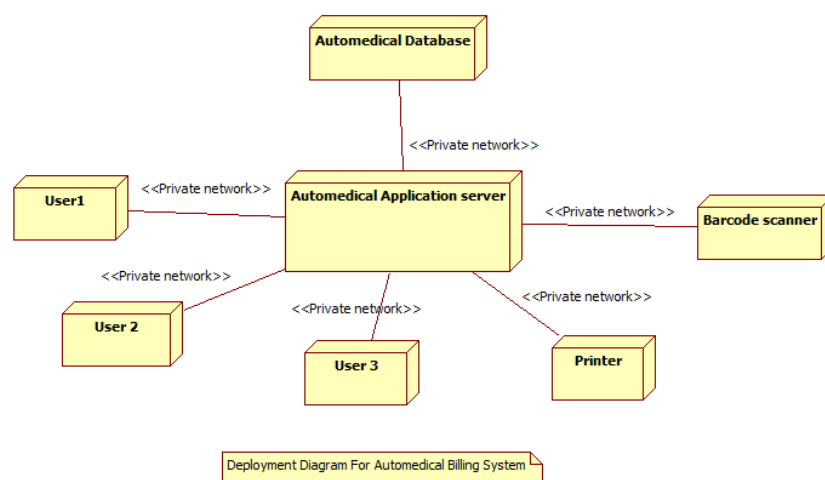 Automedical Database
<<Private network>>
<<Private network>>
User1
Automedical Application server
<<Private network>>
Barcode scanner
<<Private network>>
User 2
<<Private network>>
User 3
<<Private network>>
Printer
Deployment Diagram For Automedical Billing System